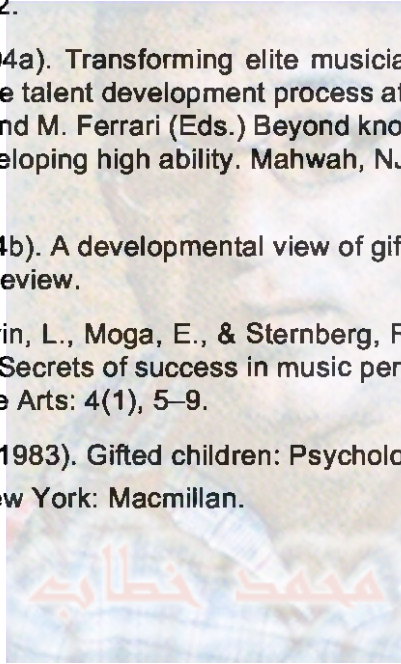 2.
04a). Transforming elite musicia
e talent development process at
nd M. Ferrari (Eds.) Beyond kno
eloping high ability. Mahwah, NJ
4b). A developmental view of gif
eview.
in, L., Moga, E., & Sternberg, R
Secrets of success in music per
e Arts: 4(1), 5–9.
1983). Gifted children: Psycholo
ew York: Macmillan.
محمد خطاب